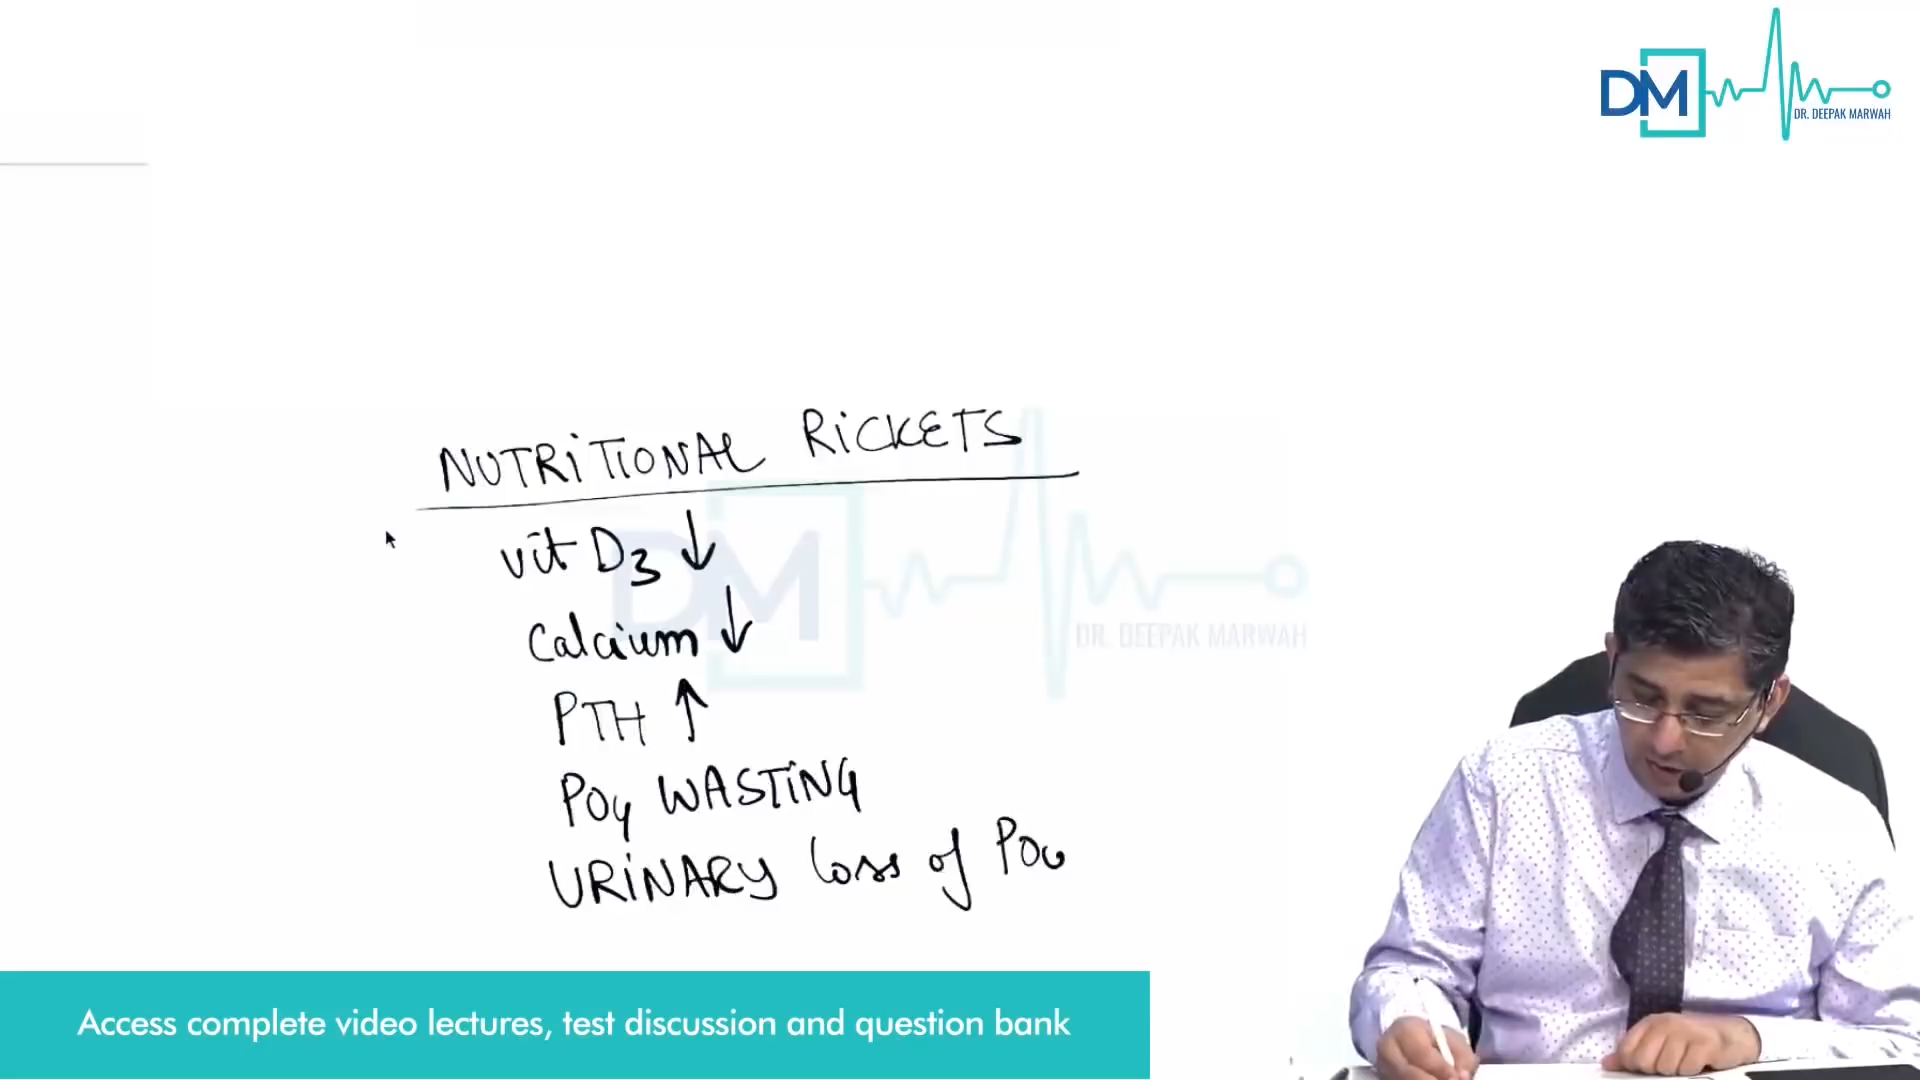 DM
DR. DEEPAK MARWAH
NUTRITIONAL RICKETS
vit D3 ↓
Calcium ↓
DM
DR. DEEPAK MARWAH
PTH ↑
PO4 WASTING
URINARY loss of PO4
Access complete video lectures, test discussion and question bank